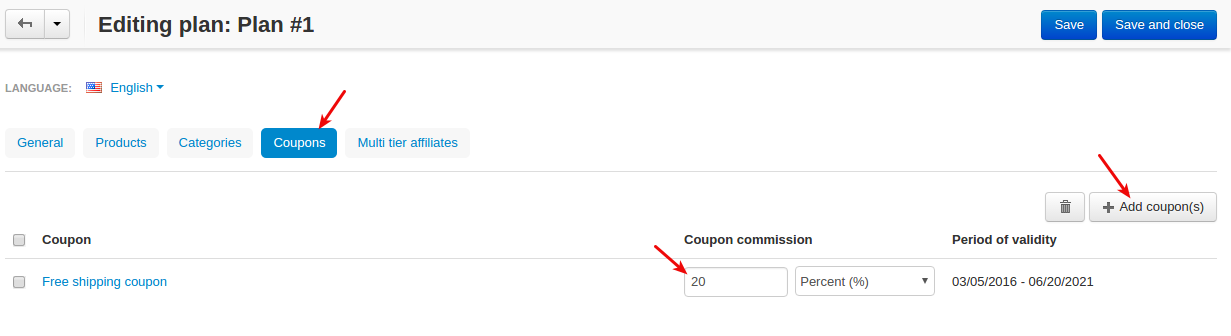 Editing plan: Plan #1
Save
Save and close
LANGUAGE: English
General Products Categories Coupons Multi tier affiliates
Add coupon(s)
Coupon Coupon commission Period of validity
Free shipping coupon 20 Percent (%) 03/05/2016 - 06/20/2021